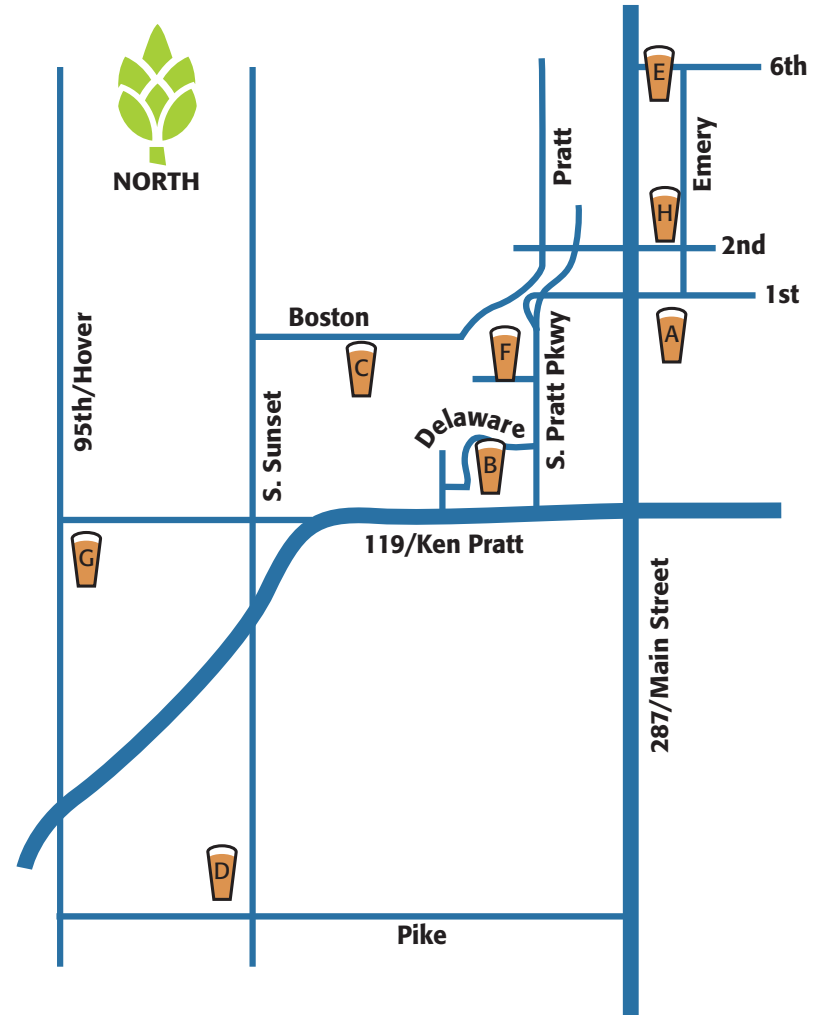 E
6th
NORTH
Pratt
Emery
H
2nd
1st
Boston
95th/Hover
A
F
C
S. Pratt Pkwy
S. Sunset
Delaware
B
119/Ken Pratt
G
287/Main Street
D
Pike